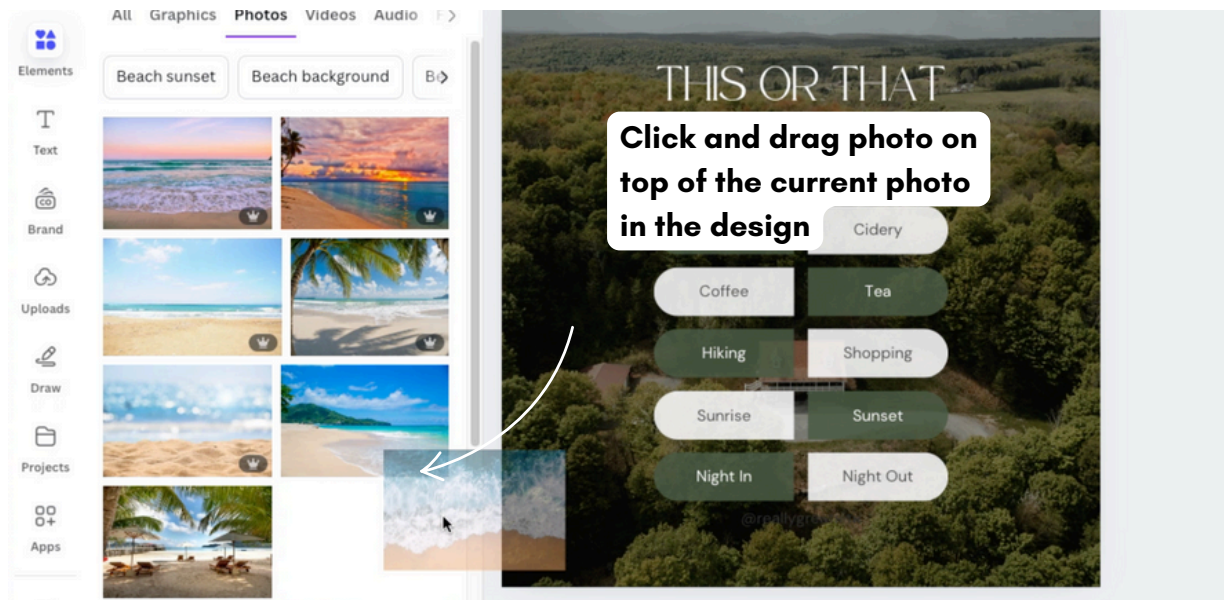 All Graphics Photos Videos Audio
Elements
Beach sunset Beach background
Text
Brand
Uploads
Draw
Projects
Apps
THIS OR THAT
Click and drag photo on
top of the current photo
in the design
Cidery
Coffee Tea
Hiking Shopping
Sunrise Sunset
Night In Night Out